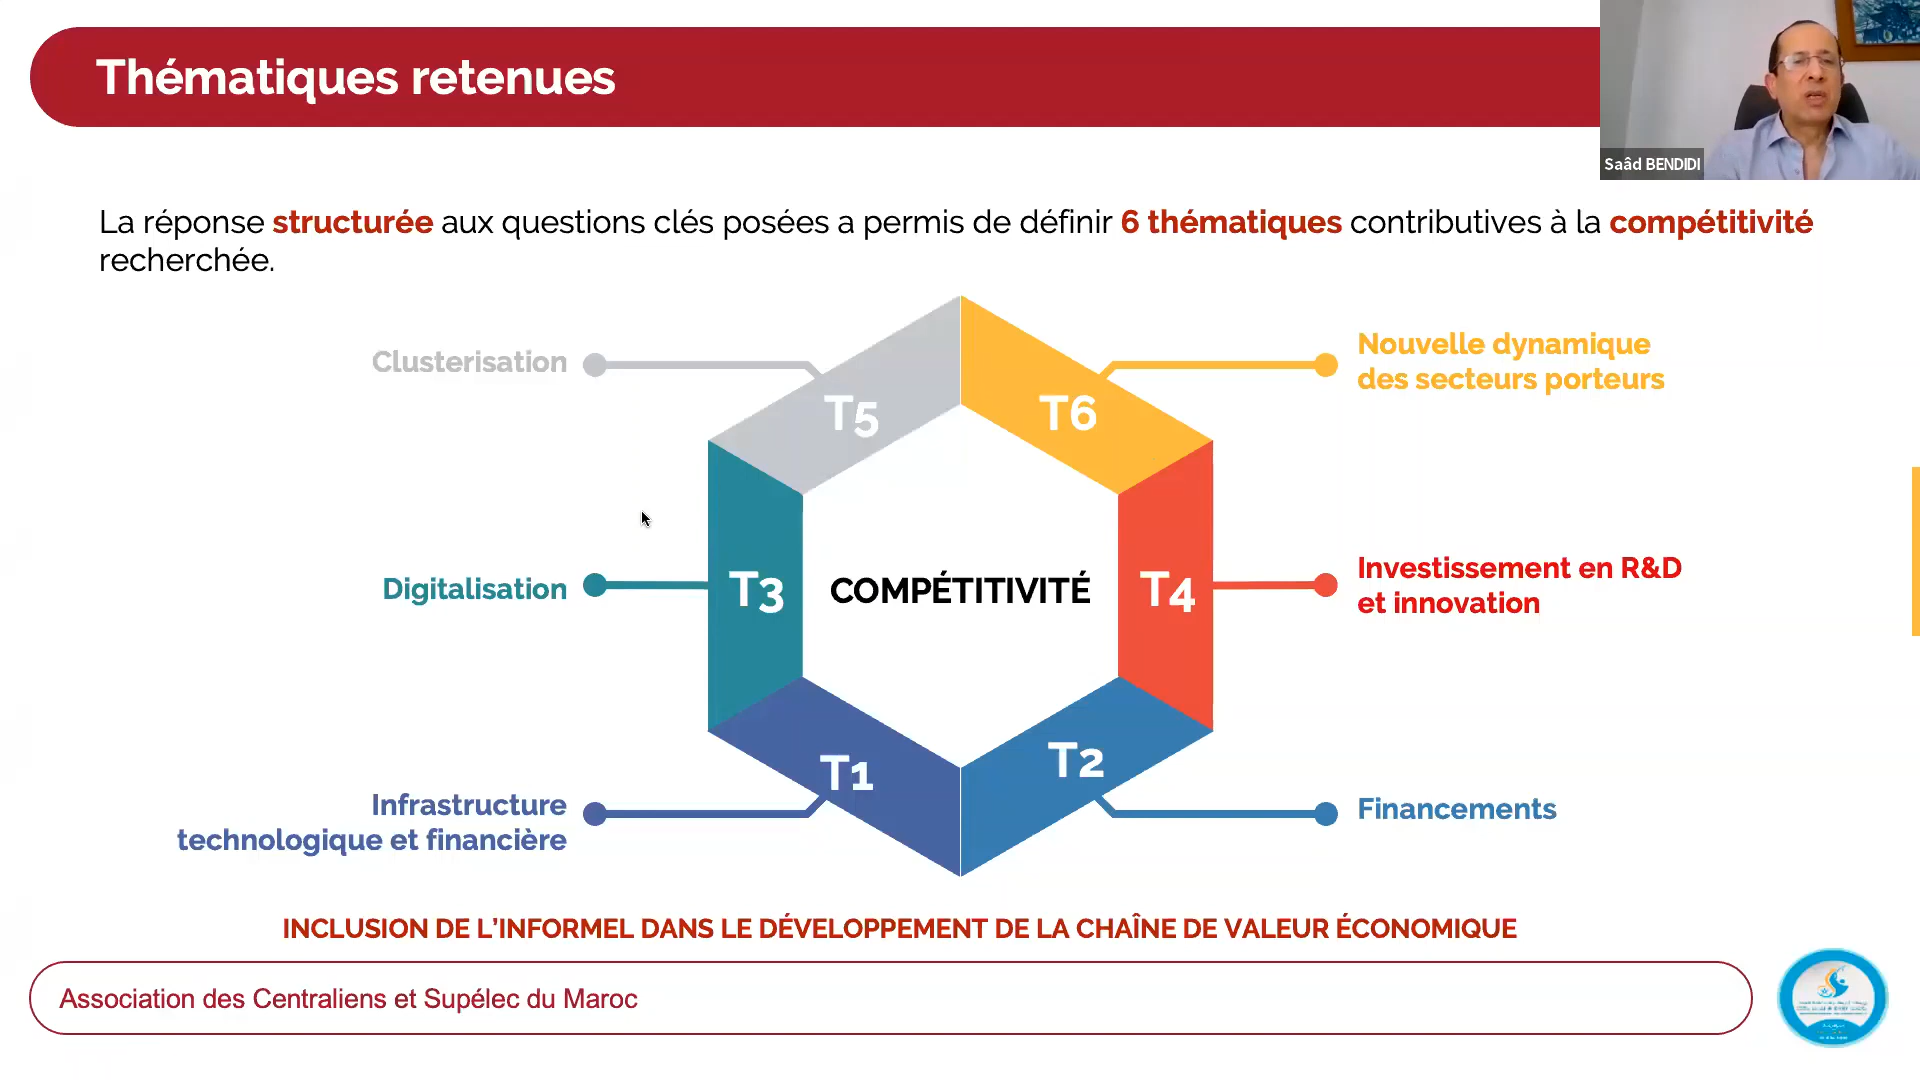 Thématiques retenues
Saâd BENDIDI
La réponse structurée aux questions clés posées a permis de définir 6 thématiques contributives à la compétitivité
recherchée.
Clusterisation
T5
T6
Nouvelle dynamique
des secteurs porteurs
Digitalisation
T3
COMPÉTITIVITÉ
T4
Investissement en R&D
et innovation
Infrastructure
technologique et financière
T1
T2
Financements
INCLUSION DE L’INFORMEL DANS LE DÉVELOPPEMENT DE LA CHAÎNE DE VALEUR ÉCONOMIQUE
Association des Centraliens et Supélec du Maroc